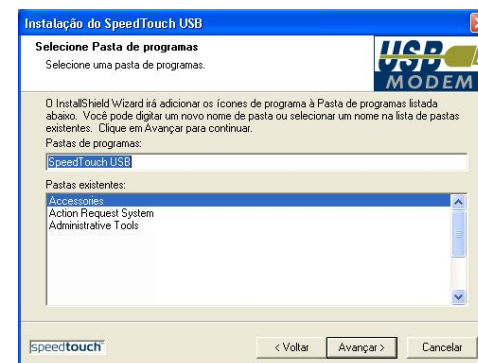 Instalação do SpeedTouch USB
Selecione Pasta de programas
Selecione uma pasta de programas.
USB
MODEM
O InstallShield Wizard irá adicionar os ícones de programa à Pasta de programas listada
abaixo. Você pode digitar um novo nome de pasta ou selecionar um nome na lista de pastas
existentes. Clique em Avançar para continuar.
Pastas de programas:
SpeedTouch USB
Pastas existentes:
Accessories
Action Request System
Administrative Tools
speedtouch™
< Voltar
Avançar >
Cancelar